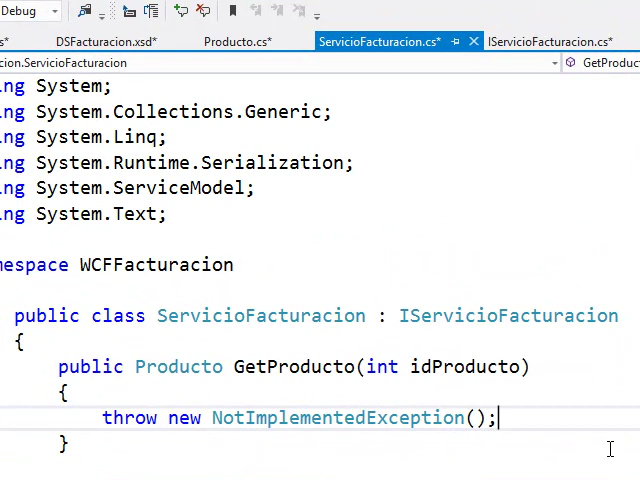 Debug
s*
DSFacturacion.xsd*
Producto.cs*
ServicioFacturacion.cs*
IServicioFacturacion.cs*
cion.ServicioFacturacion
GetProduct
ng System;
ng System.Collections.Generic;
ng System.Linq;
ng System.Runtime.Serialization;
ng System.ServiceModel;
ng System.Text;
mespace WCFFacturacion
public class ServicioFacturacion : IServicioFacturacion
{
public Producto GetProducto(int idProducto)
{
throw new NotImplementedException();
}